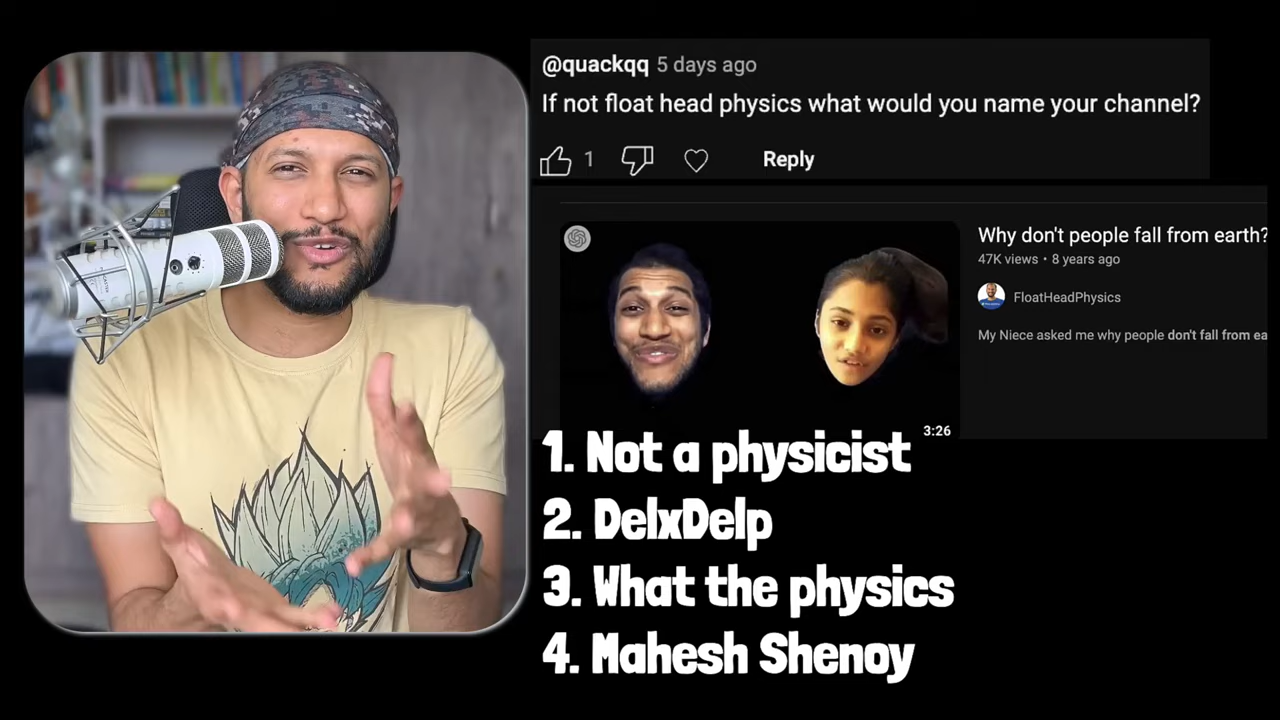 @quackqq 5 days ago
If not float head physics what would you name your channel?
1 Reply
Why don't people fall from earth?
47K views • 8 years ago
FloatHeadPhysics
My Niece asked me why people don't fall from ea
3:26
1. Not a physicist
2. DelxDelp
3. What the physics
4. Mahesh Shenoy